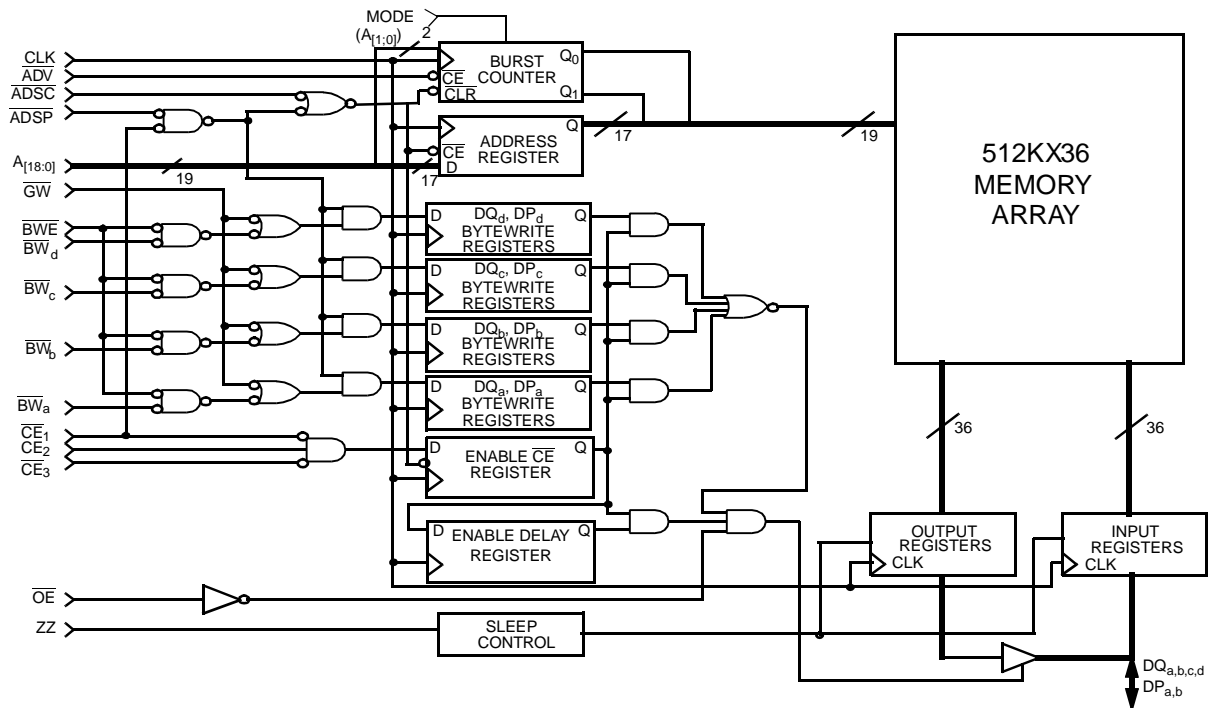 MODE
(A[1;0])
2
CLK
ADV
ADSC
ADSP
BURST
COUNTER
CE
CLR
Q0
Q1
ADDRESS
REGISTER
CE
D
Q
17
19
A[18:0]
19
17
GW
BWE
BWd
BWc
BWb
BWa
CE1
CE2
CE3
D
DQd, DPd
BYTEWRITE
REGISTERS
Q
D
DQc, DPc
BYTEWRITE
REGISTERS
Q
D
DQb, DPb
BYTEWRITE
REGISTERS
Q
D
DQa, DPa
BYTEWRITE
REGISTERS
Q
D
ENABLE CE
REGISTER
Q
D
ENABLE DELAY
REGISTER
Q
512KX36
MEMORY
ARRAY
36
36
OUTPUT
REGISTERS
CLK
INPUT
REGISTERS
CLK
OE
ZZ
SLEEP
CONTROL
DQa,b,c,d
DPa,b